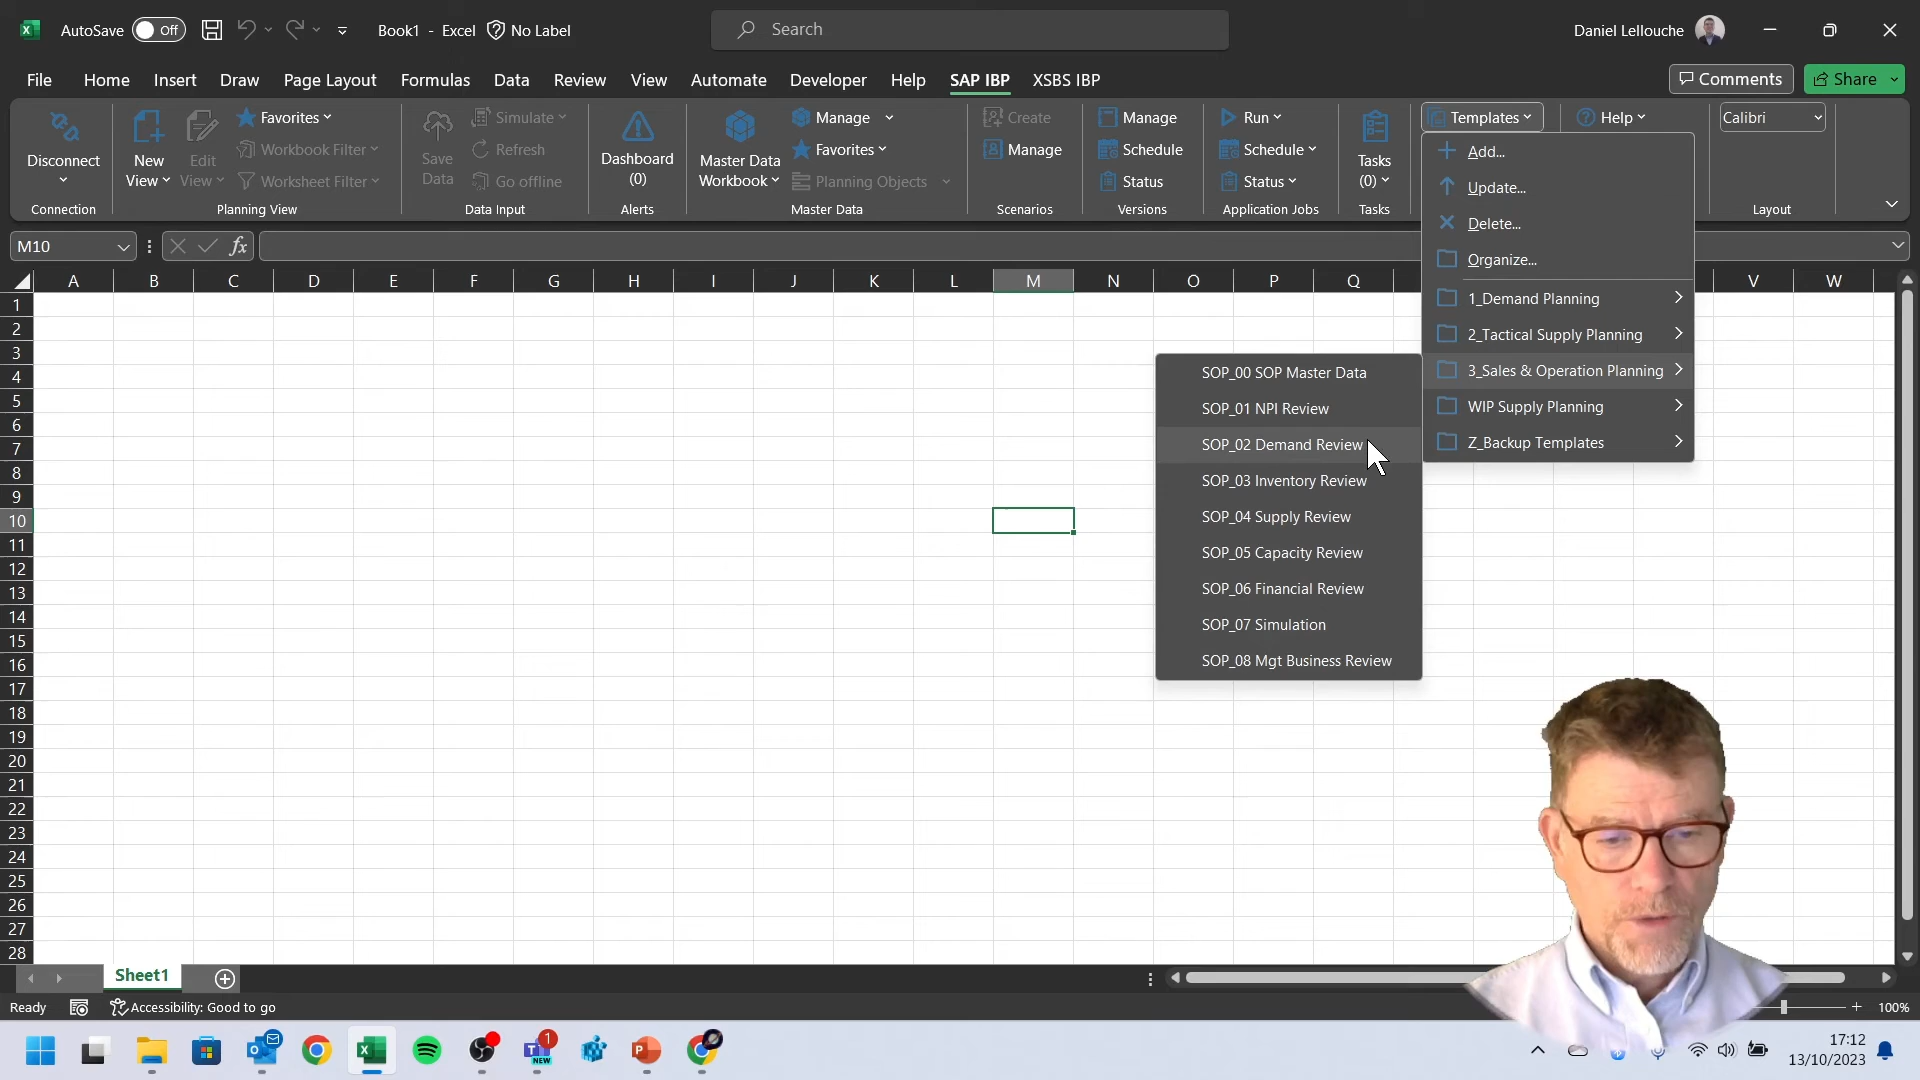 AutoSave Off Book1 - Excel No Label Search Daniel Lellouche
File Home Insert Draw Page Layout Formulas Data Review View Automate Developer Help SAP IBP XSBS IBP Comments Share
Disconnect
Connection
New View
Edit View
Favorites
Workbook Filter
Worksheet Filter
Planning View
Save Data
Simulate
Refresh
Go offline
Data Input
Dashboard
(0)
Alerts
Master Data
Workbook
Manage
Favorites
Planning Objects
Master Data
Create
Manage
Scenarios
Manage
Schedule
Status
Versions
Run
Schedule
Status
Application Jobs
Tasks
(0)
Tasks
Templates
Help
Calibri
Layout
Add...
Update...
Delete...
Organize...
1_Demand Planning
2_Tactical Supply Planning
3_Sales & Operation Planning
WIP Supply Planning
Z_Backup Templates
SOP_00 SOP Master Data
SOP_01 NPI Review
SOP_02 Demand Review
SOP_03 Inventory Review
SOP_04 Supply Review
SOP_05 Capacity Review
SOP_06 Financial Review
SOP_07 Simulation
SOP_08 Mgt Business Review
M10 fx
A B C D E F G H I J K L M N O P Q V W
1
2
3
4
5
6
7
8
9
10
11
12
13
14
15
16
17
18
19
20
21
22
23
24
25
26
27
28
Sheet1
Ready Accessibility: Good to go 100%
1
NEW
17:12
13/10/2023